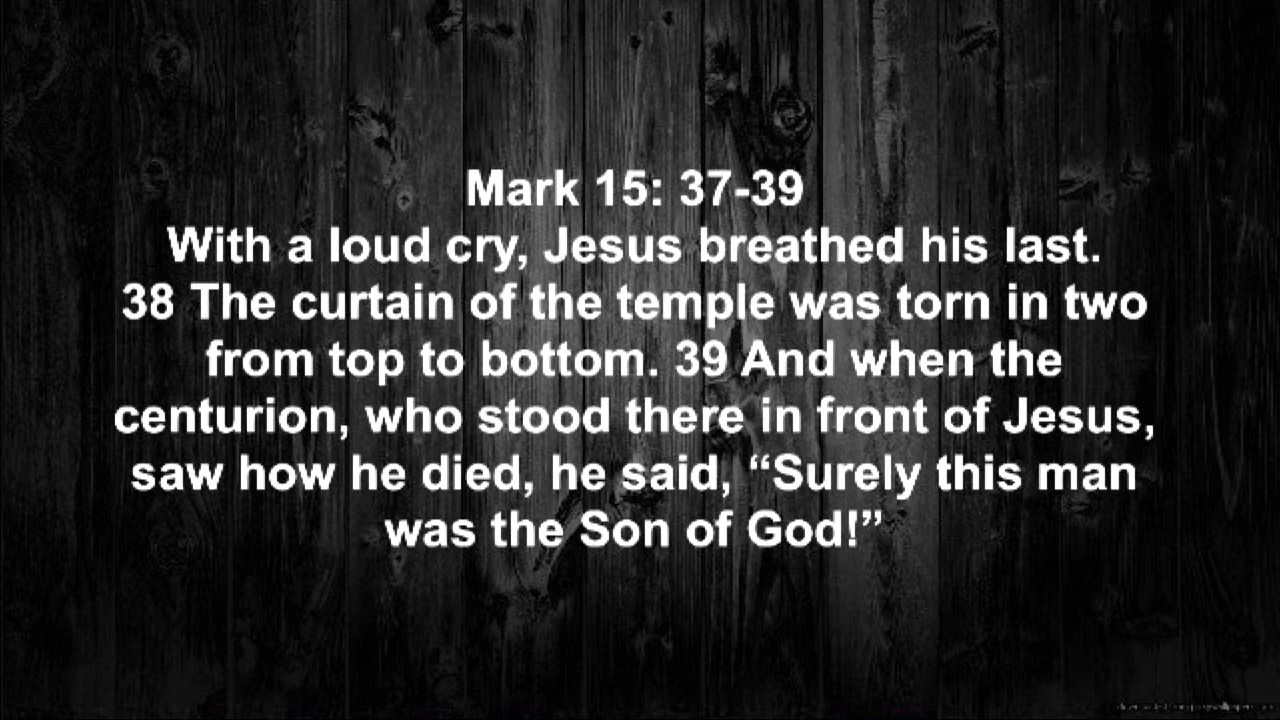 Mark 15: 37-39
With a loud cry, Jesus breathed his last.
38 The curtain of the temple was torn in two
from top to bottom. 39 And when the
centurion, who stood there in front of Jesus,
saw how he died, he said, “Surely this man
was the Son of God!”